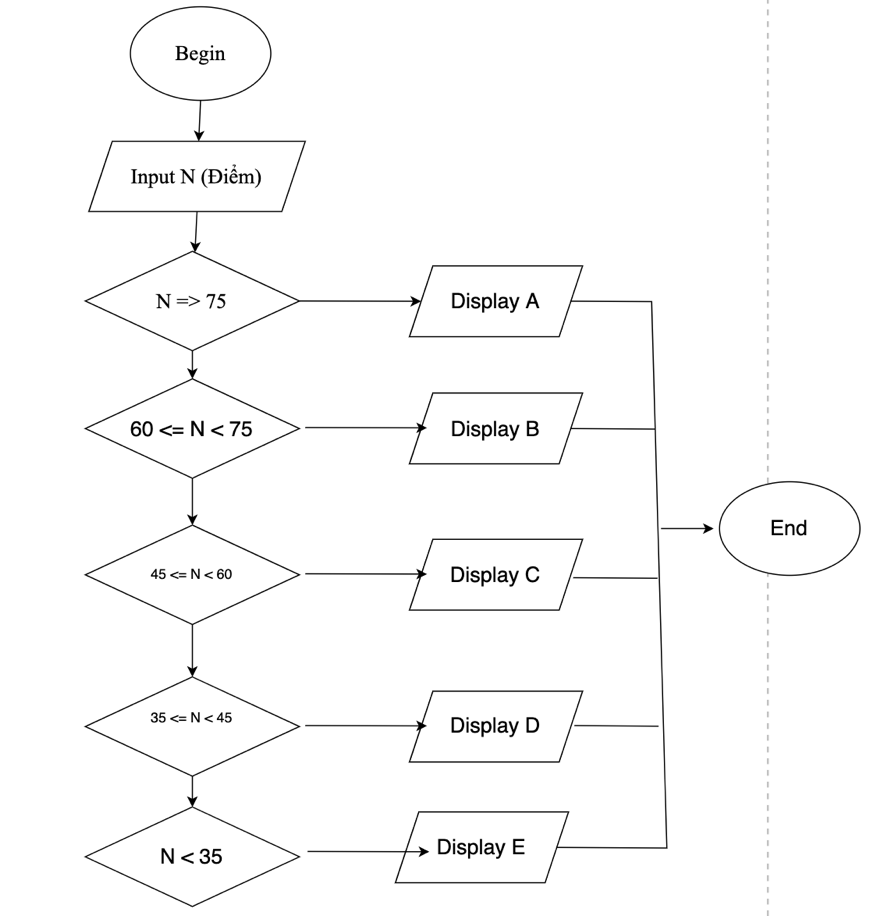 Begin
Input N (Điểm)
N => 75
Display A
60 <= N < 75
Display B
End
45 <= N < 60
Display C
35 <= N < 45
Display D
N < 35
Display E